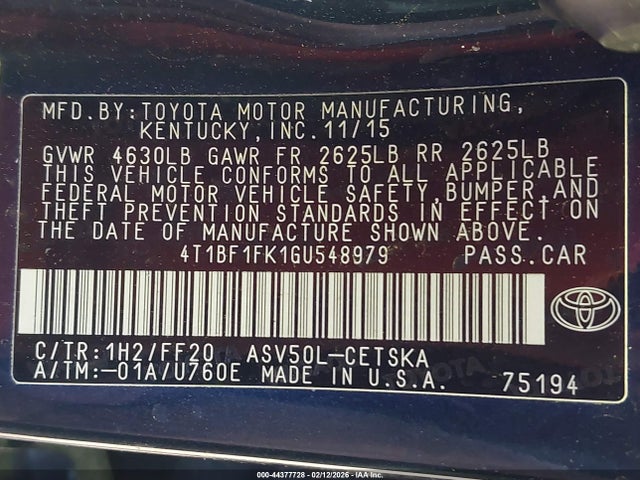 MFD.BY:TOYOTA MOTOR MANUFACTURING,
KENTUCKY,INC.11/15
GVWR 4630LB GAWR FR 2625LB RR 2625LB
THIS VEHICLE CONFORMS TO ALL APPLICABLE
FEDERAL MOTOR VEHICLE SAFETY,BUMPER,AND
THEFT PREVENTION STANDARDS IN EFFECT ON
THE DATE OF MANUFACTURE SHOWN ABOVE.
4T1BF1FK1GU548979 PASS.CAR
C/TR:1H2/FF20 ASV50L-CETSKA
A/TM:-01A/U760E MADE IN U.S.A. 75194
000-44377728 - 02/12/2026 - IAA Inc.